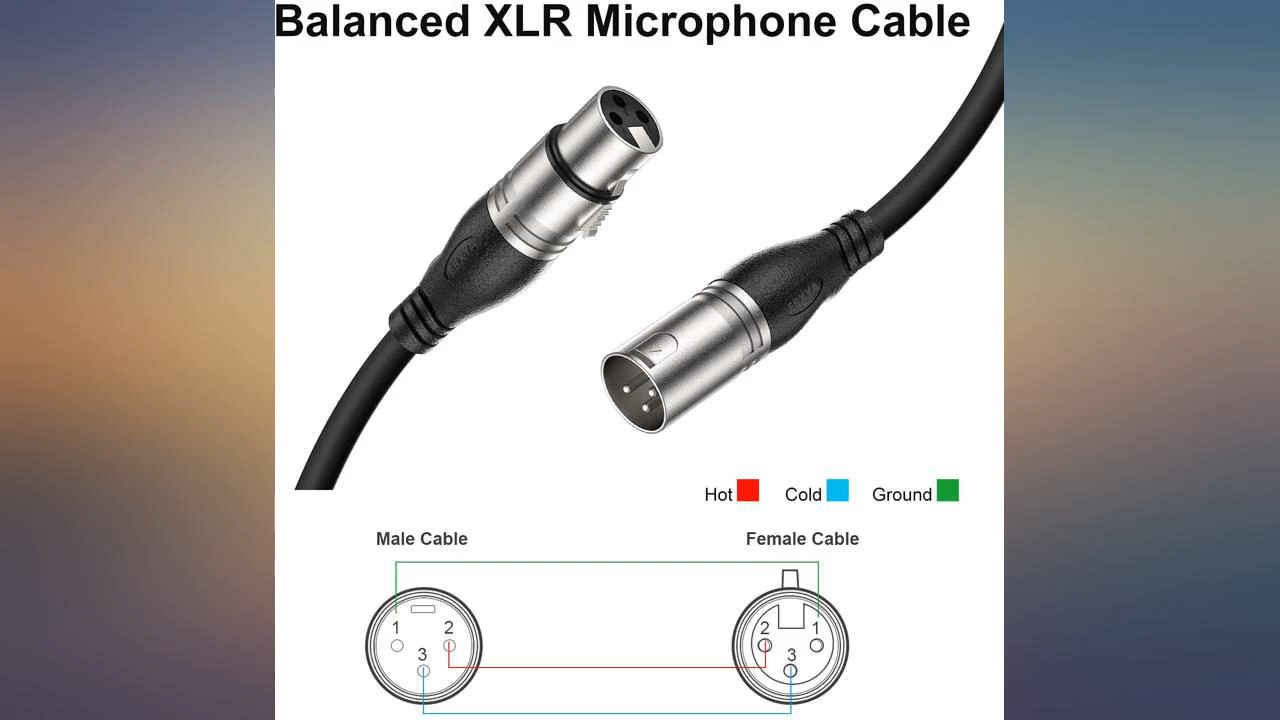 Balanced XLR Microphone Cable
Hot Cold Ground
Male Cable Female Cable
1 2 2 1
3 3